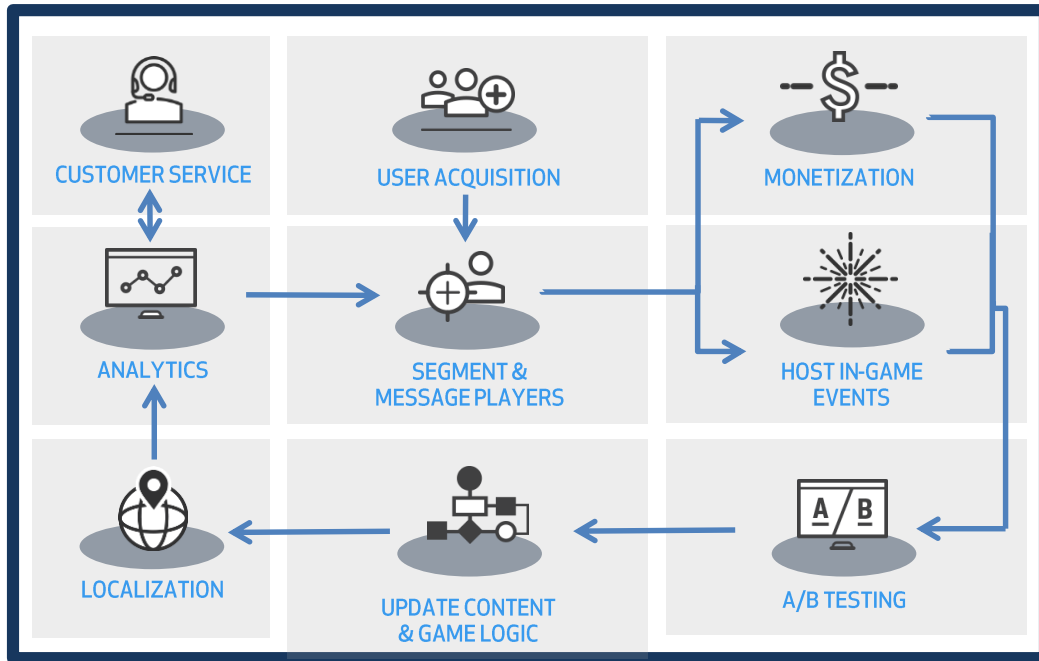 CUSTOMER SERVICE
USER ACQUISITION
$
MONETIZATION
ANALYTICS
SEGMENT &
MESSAGE PLAYERS
HOST IN-GAME
EVENTS
LOCALIZATION
UPDATE CONTENT
& GAME LOGIC
A/B
A/B TESTING